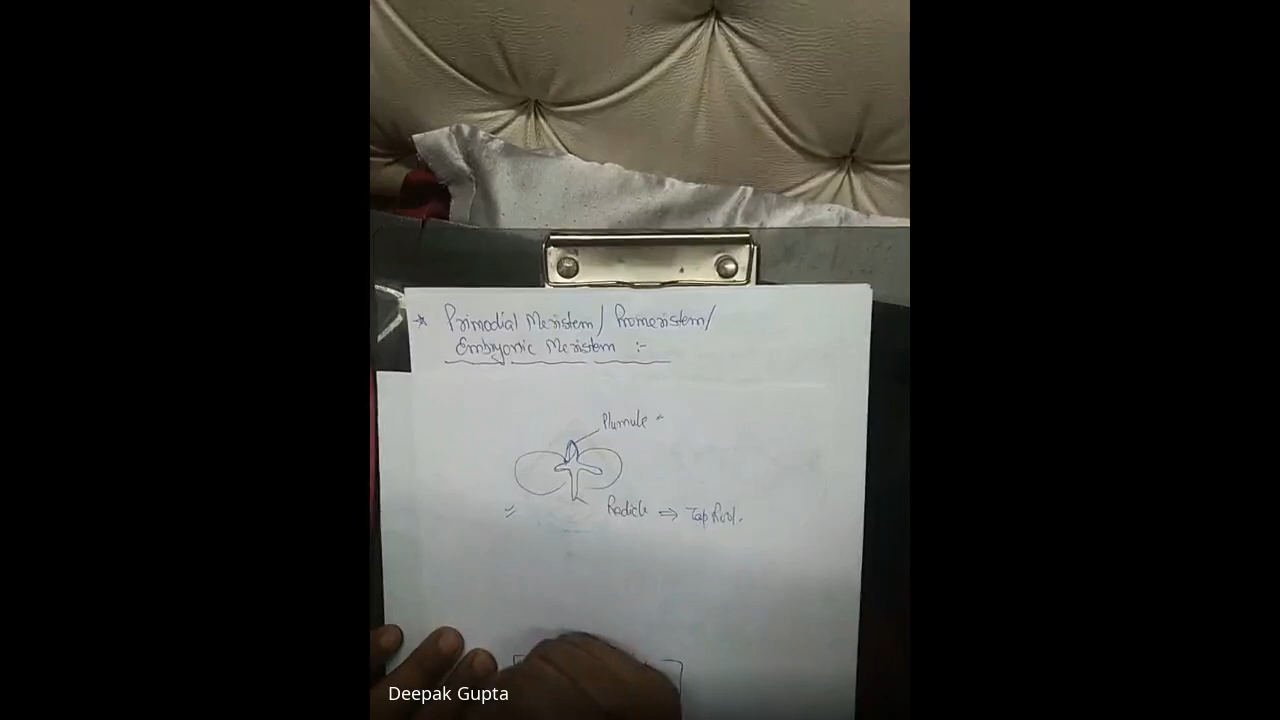 * Primodial Meristem / Promeristem /
Embryonic Meristem :-
Plumule
Radicle ⇒ Tap Root.
Deepak Gupta